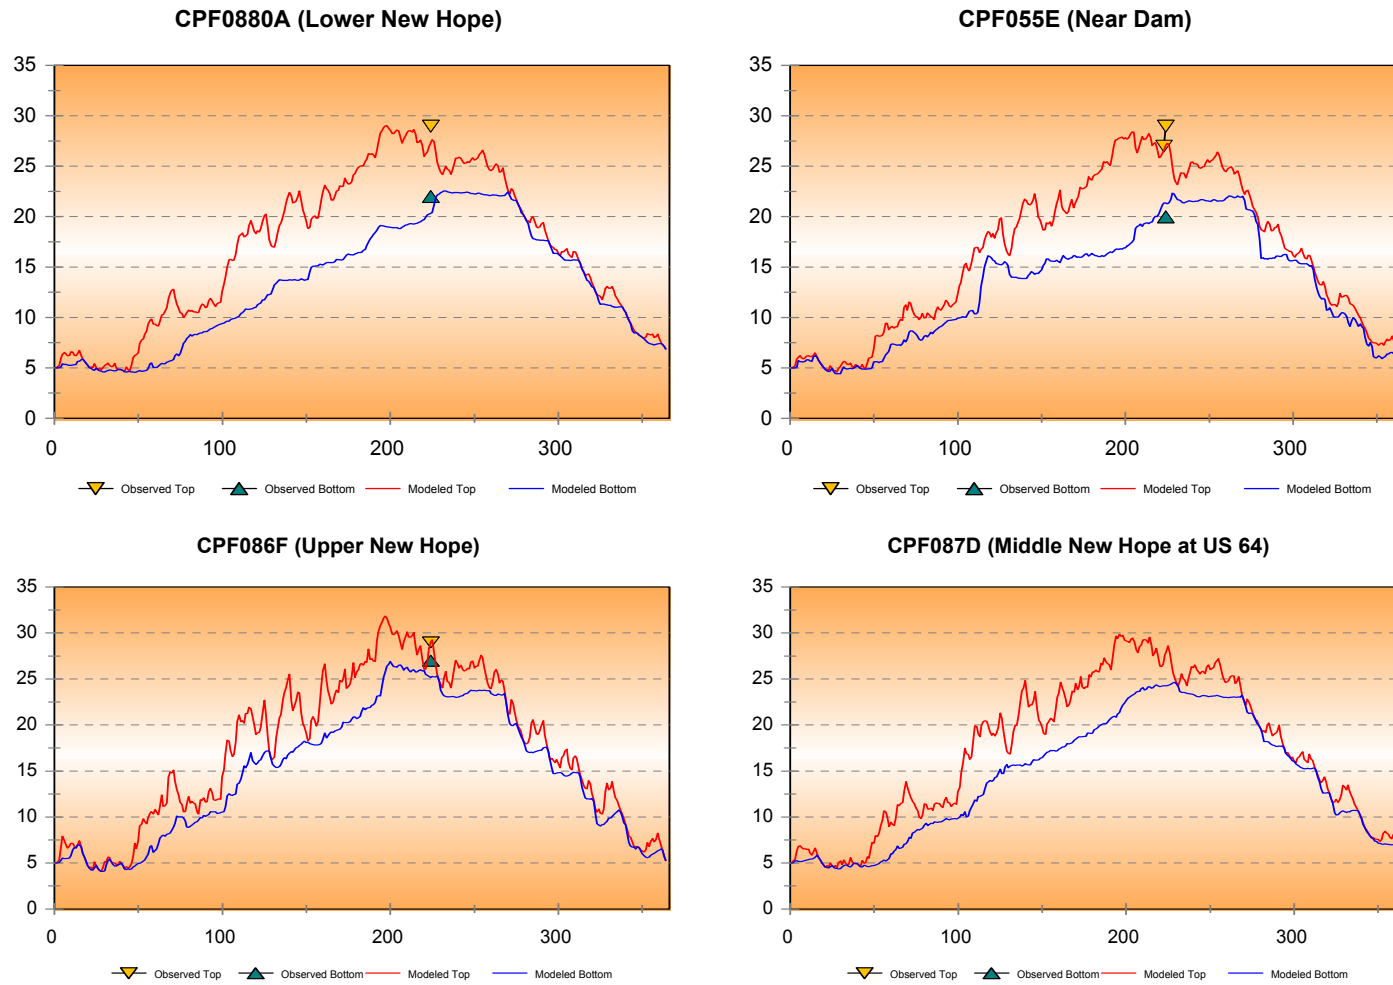 CPF0880A (Lower New Hope)
35
30
25
20
15
10
5
0
0 100 200 300
Observed Top Observed Bottom Modeled Top Modeled Bottom
CPF055E (Near Dam)
35
30
25
20
15
10
5
0
0 100 200 300
Observed Top Observed Bottom Modeled Top Modeled Bottom
CPF086F (Upper New Hope)
35
30
25
20
15
10
5
0
0 100 200 300
Observed Top Observed Bottom Modeled Top Modeled Bottom
CPF087D (Middle New Hope at US 64)
35
30
25
20
15
10
5
0
0 100 200 300
Observed Top Observed Bottom Modeled Top Modeled Bottom